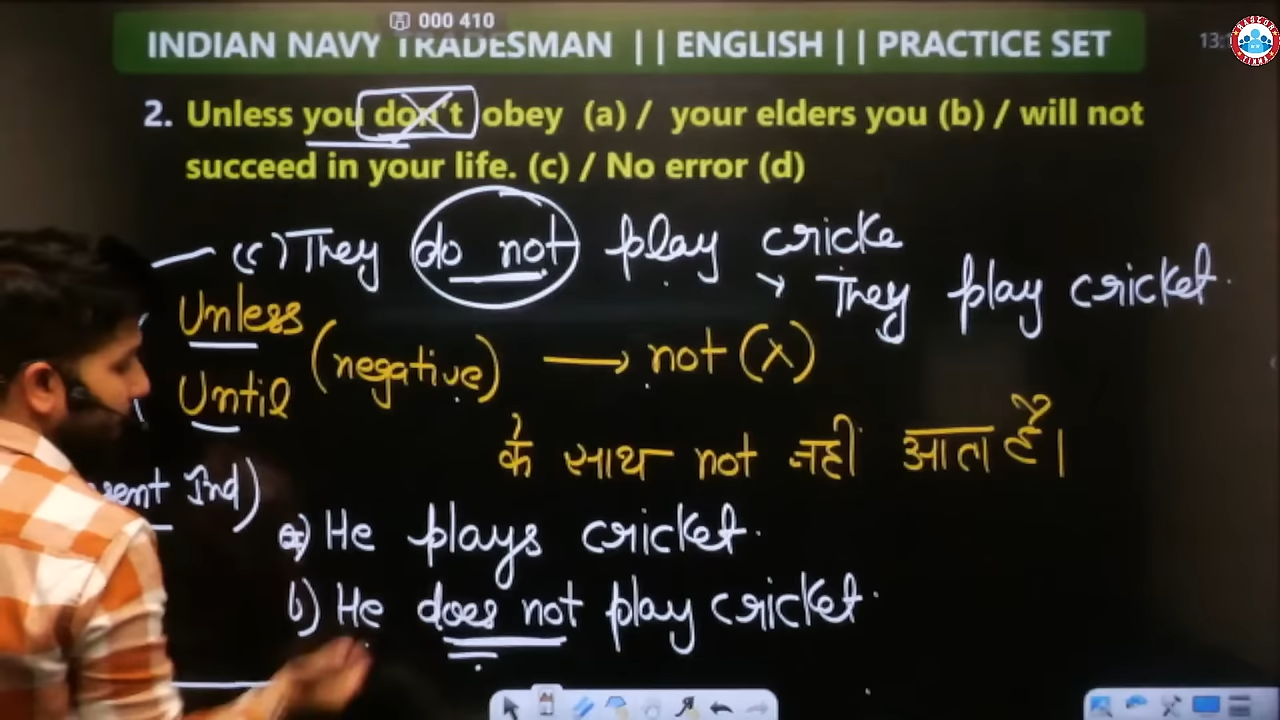 000 410
INDIAN NAVY TRADESMAN || ENGLISH || PRACTICE SET
2. Unless you don't obey (a) / your elders you (b) / will not
succeed in your life. (c) / No error (d)
(c) They do not play cricke
→ They play cricket.
Unless
Until
(negative) → not (x)
के साथ not नही आता है।
Ind)
a) He plays cricket.
b) He does not play cricket.